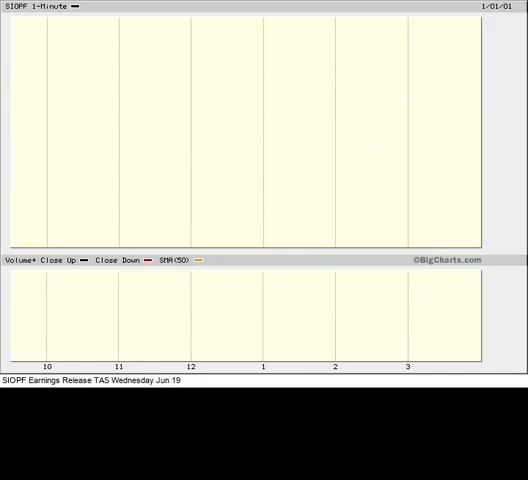 SIOPF 1-Minute 1/01/01
Volume+ Close Up Close Down SMA(50) ©BigCharts.com
10 11 12 1 2 3
SIOPF Earnings Release TAS Wednesday Jun 19